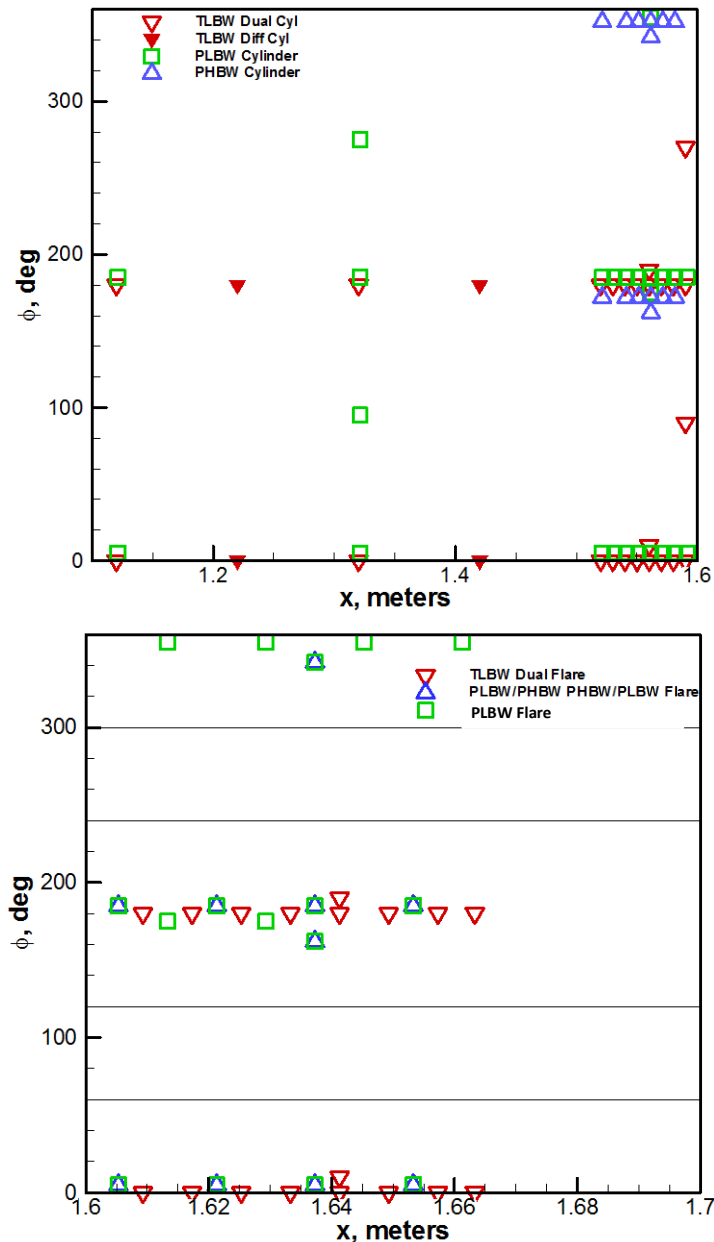 TLBW Dual Cyl
TLBW Diff Cyl
PLBW Cylinder
PHBW Cylinder
300
200
100
0
ϕ, deg
1.2
1.4
1.6
x, meters
TLBW Dual Flare
PLBW/PHBW PHBW/PLBW Flare
PLBW Flare
300
200
100
0
ϕ, deg
1.6
1.62
1.64
1.66
1.68
1.7
x, meters